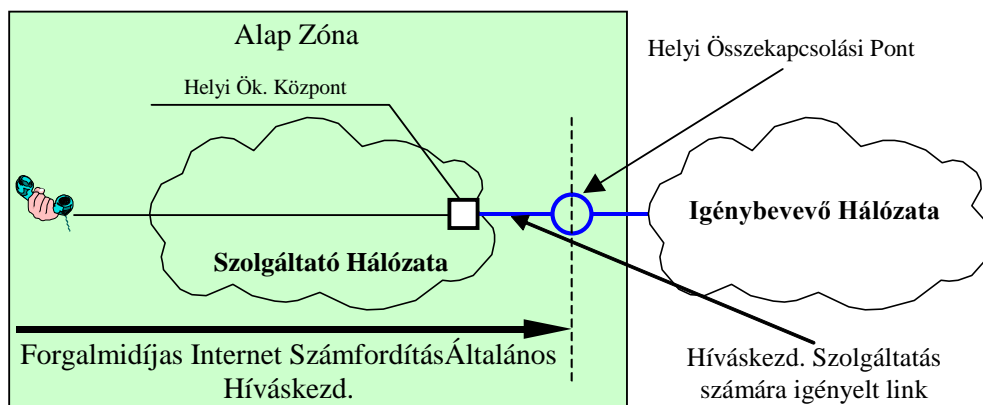 Alap Zóna
Helyi Összekapcsolási Pont
Helyi Ök. Központ
Igénybevevő Hálózata
Szolgáltató Hálózata
Forgalmidíjas Internet SzámfordításÁltalános
Híváskezd.
Híváskezd. Szolgáltatás
számára igényelt link